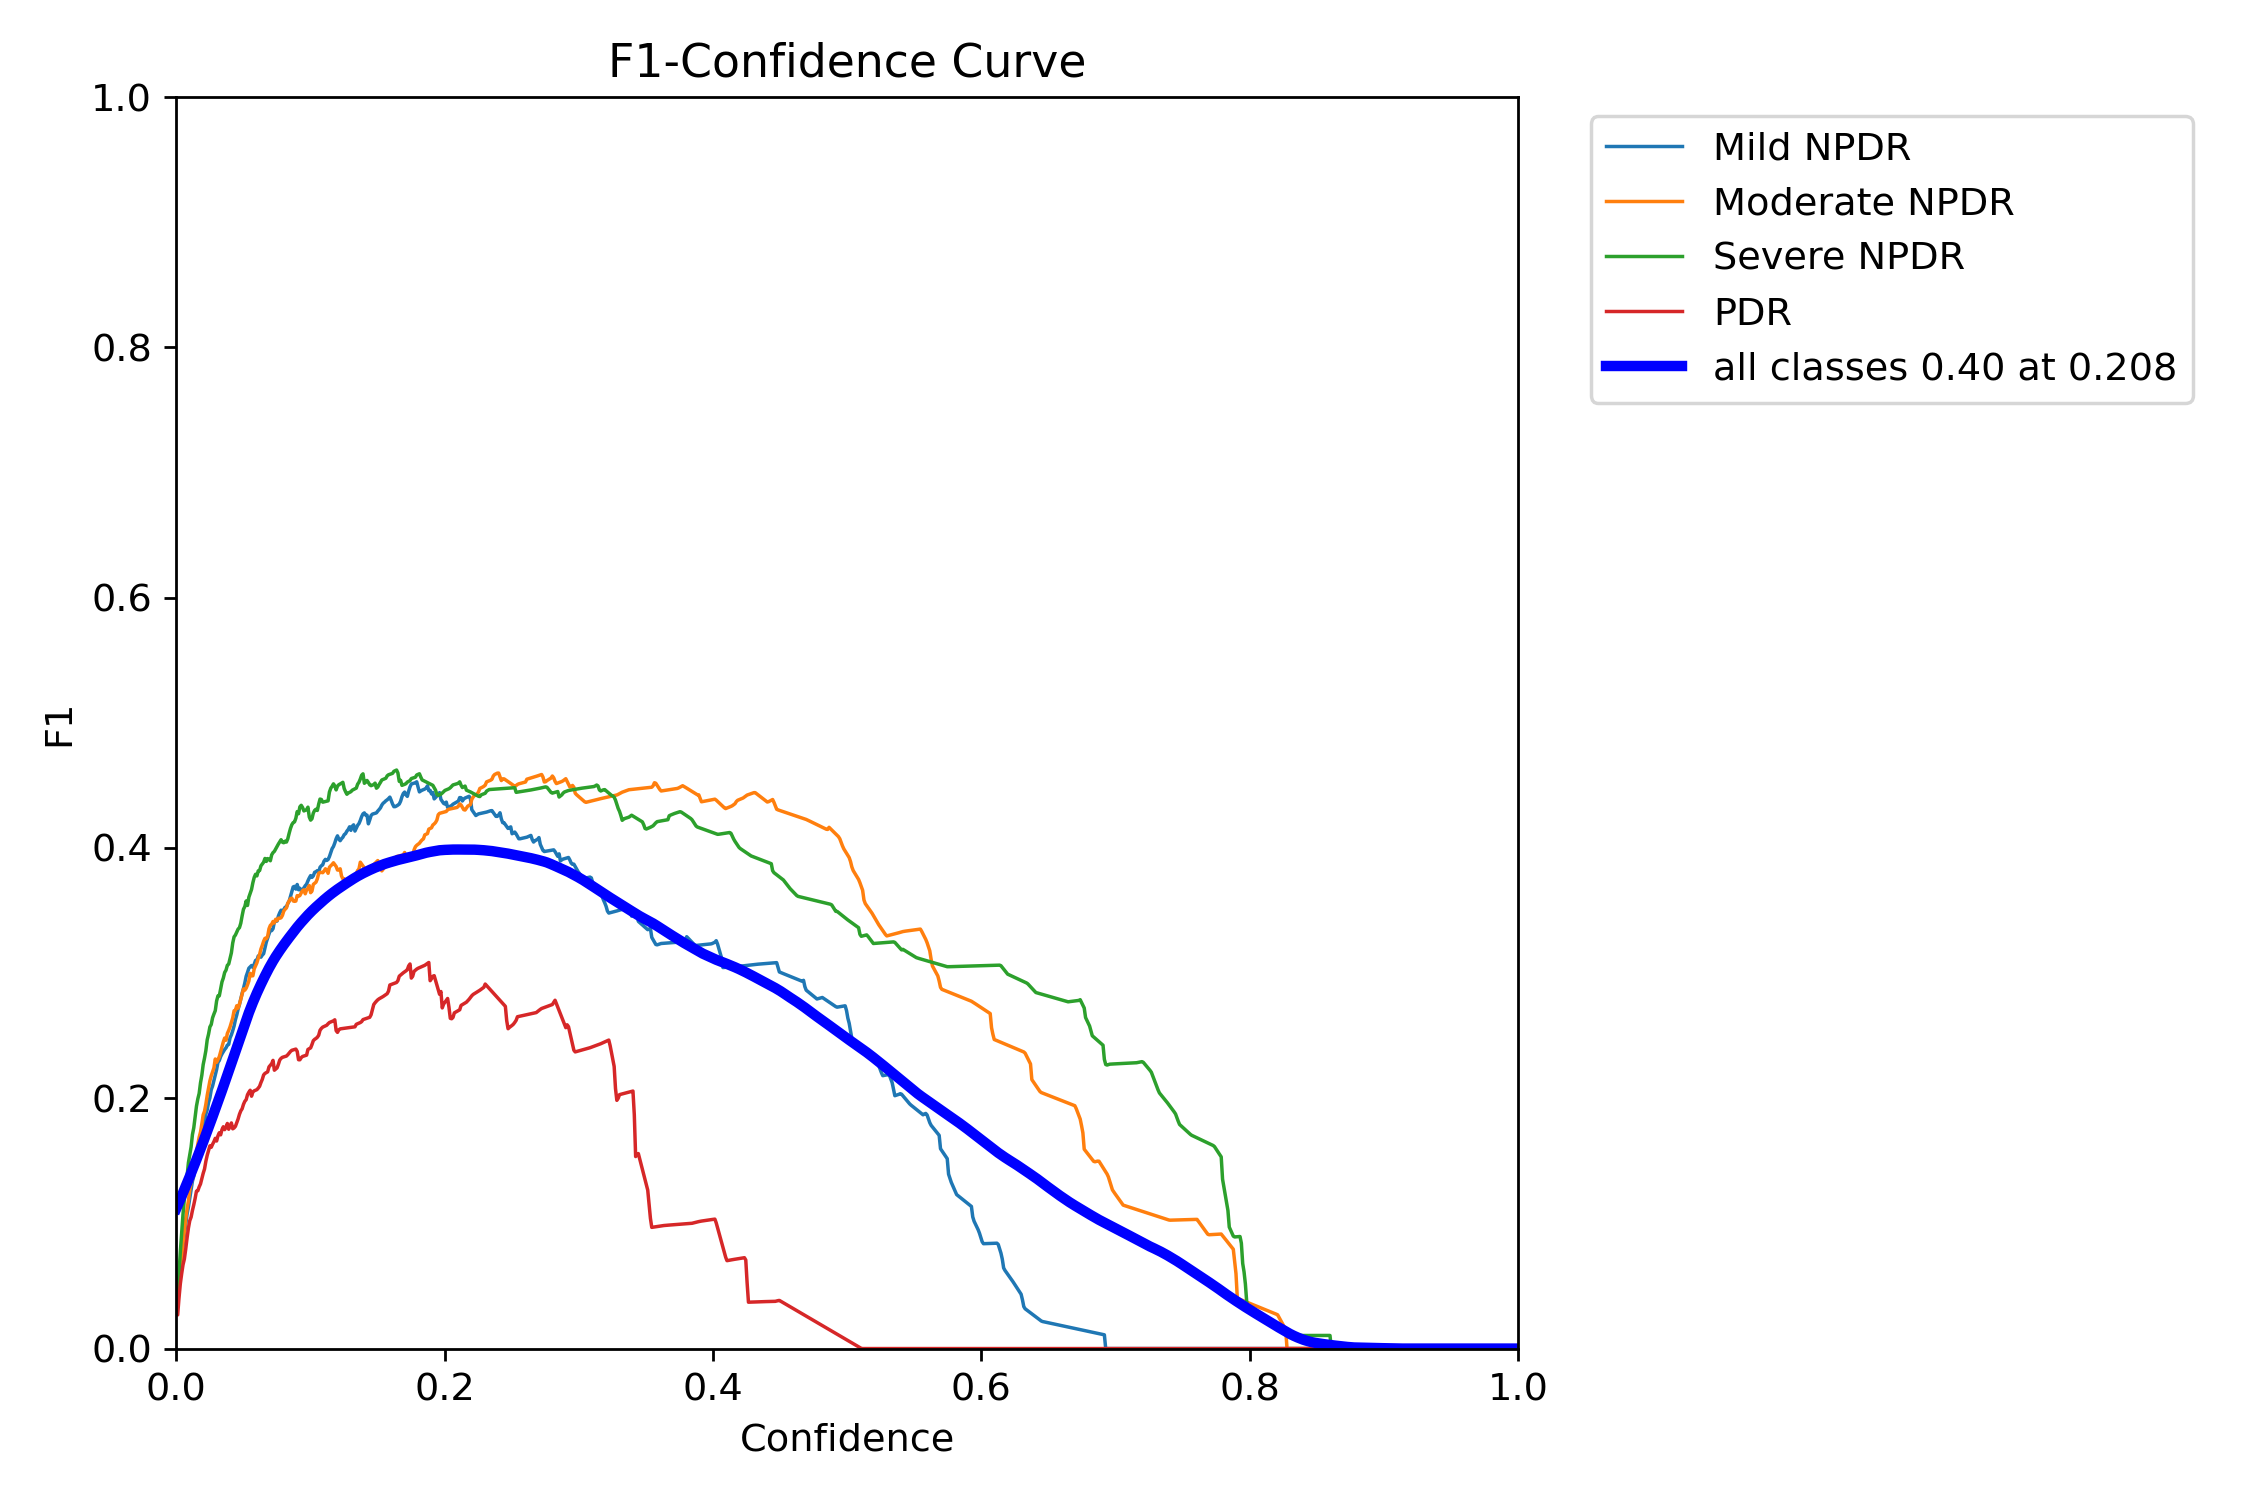 F1-Confidence Curve
1.0
0.8
0.6
0.4
0.2
0.0
F1
0.0 0.2 0.4 0.6 0.8 1.0
Confidence
Mild NPDR
Moderate NPDR
Severe NPDR
PDR
all classes 0.40 at 0.208